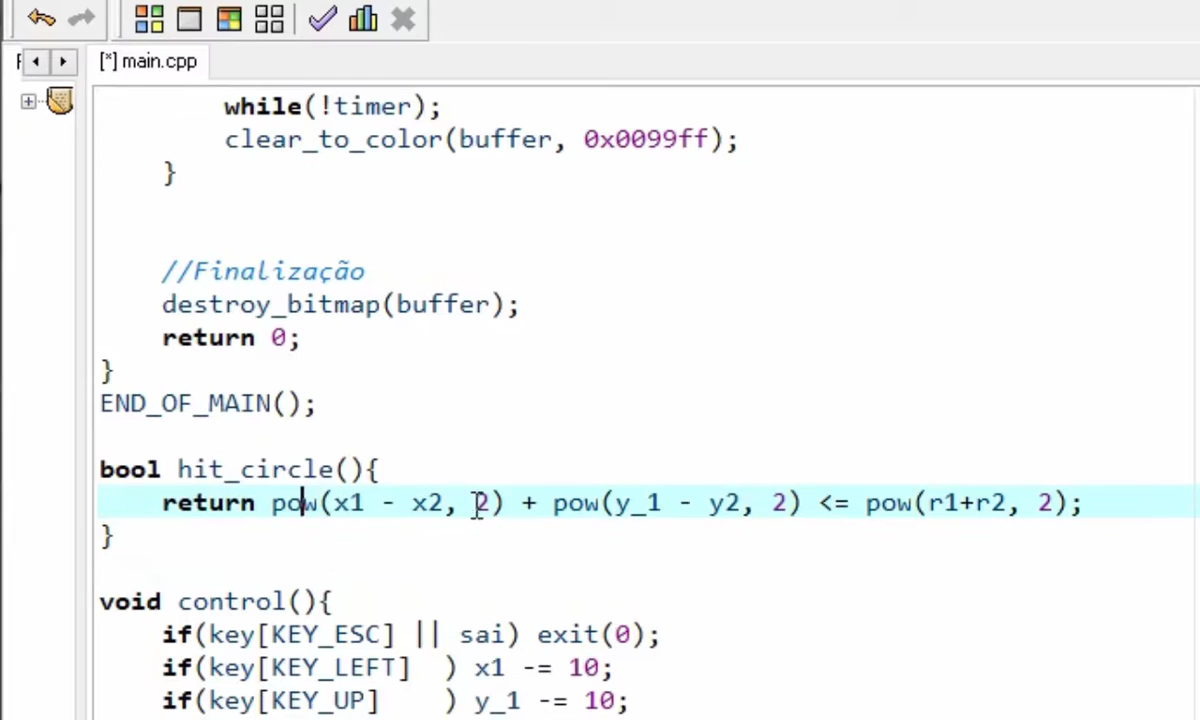 [*] main.cpp
while(!timer);
clear_to_color(buffer, 0x0099ff);
}
//Finalização
destroy_bitmap(buffer);
return 0;
}
END_OF_MAIN();
bool hit_circle(){
return pow(x1 - x2, 2) + pow(y_1 - y2, 2) <= pow(r1+r2, 2);
}
void control(){
if(key[KEY_ESC] || sai) exit(0);
if(key[KEY_LEFT]  ) x1 -= 10;
if(key[KEY_UP]    ) y_1 -= 10;